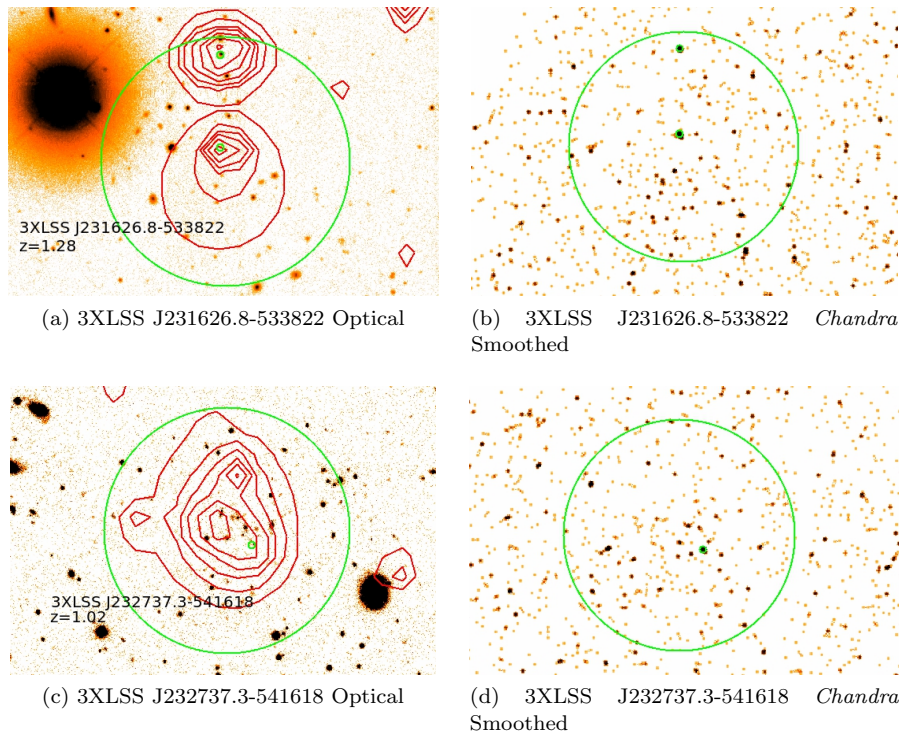 3XLSS J231626.8-533822
z=1.28
(a) 3XLSS J231626.8-533822 Optical
(b) 3XLSS J231626.8-533822 Chandra
Smoothed
3XLSS J232737.3-541618
z=1.02
(c) 3XLSS J232737.3-541618 Optical
(d) 3XLSS J232737.3-541618 Chandra
Smoothed